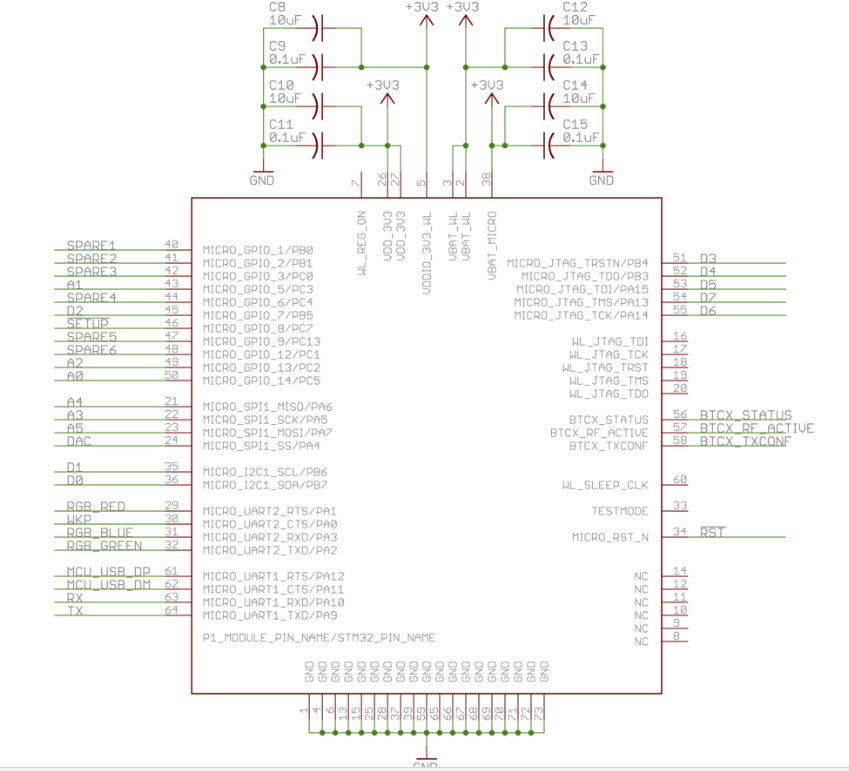 C8 +3V3 +3V3 C12
10uF 10uF
C9 C13
0.1uF 0.1uF
C10 +3V3 +3V3 C14
10uF 10uF
C11 C15
0.1uF 0.1uF
GND GND
7 26 27 5 3 2 38
WL_REG_ON VDD_3V3 VDD_3V3 VDDIO_3V3_WL VBAT_WL VBAT_WL VBAT_MICRO
SPARE1 40 MICRO_GPIO_1/PB0
SPARE2 41 MICRO_GPIO_2/PB1
SPARE3 42 MICRO_GPIO_3/PC0
A1 43 MICRO_GPIO_5/PC3
SPARE4 44 MICRO_GPIO_6/PC4
D2 45 MICRO_GPIO_7/PB5
SETUP 46 MICRO_GPIO_8/PC7
SPARE5 47 MICRO_GPIO_9/PC13
SPARE6 48 MICRO_GPIO_12/PC1
A2 49 MICRO_GPIO_13/PC2
A0 50 MICRO_GPIO_14/PC5
A4 21 MICRO_SPI1_MISO/PA6
A3 22 MICRO_SPI1_SCK/PA5
A5 23 MICRO_SPI1_MOSI/PA7
DAC 24 MICRO_SPI1_SS/PA4
D1 35 MICRO_I2C1_SCL/PB6
D0 36 MICRO_I2C1_SDA/PB7
RGB_RED 29 MICRO_UART2_RTS/PA1
WKP 30 MICRO_UART2_CTS/PA0
RGB_BLUE 31 MICRO_UART2_RXD/PA3
RGB_GREEN 32 MICRO_UART2_TXD/PA2
MCU_USB_DP 61 MICRO_UART1_RTS/PA12
MCU_USB_DM 62 MICRO_UART1_CTS/PA11
RX 63 MICRO_UART1_RXD/PA10
TX 64 MICRO_UART1_TXD/PA9
P1_MODULE_PIN_NAME/STM32_PIN_NAME
MICRO_JTAG_TRSTN/PB4 51 D3
MICRO_JTAG_TDO/PB3 52 D4
MICRO_JTAG_TDI/PA15 53 D5
MICRO_JTAG_TMS/PA13 54 D7
MICRO_JTAG_TCK/PA14 55 D6
WL_JTAG_TDI 16
WL_JTAG_TCK 17
WL_JTAG_TRST 18
WL_JTAG_TMS 19
WL_JTAG_TDO 20
BTCX_STATUS 56 BTCX_STATUS
BTCX_RF_ACTIVE 57 BTCX_RF_ACTIVE
BTCX_TXCONF 58 BTCX_TXCONF
WL_SLEEP_CLK 60
TESTMODE 33
MICRO_RST_N 34 RST
NC 14
NC 12
NC 11
NC 10
NC 9
NC 8
GND GND GND GND GND GND GND GND GND GND GND GND GND GND GND GND GND GND GND
1 4 6 13 15 25 28 37 39 59 65 66 67 68 69 70 71 72 73
GND